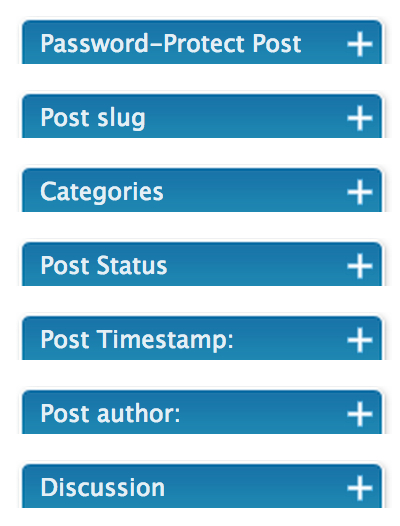 Password-Protect Post
Post slug
Categories
Post Status
Post Timestamp:
Post author:
Discussion